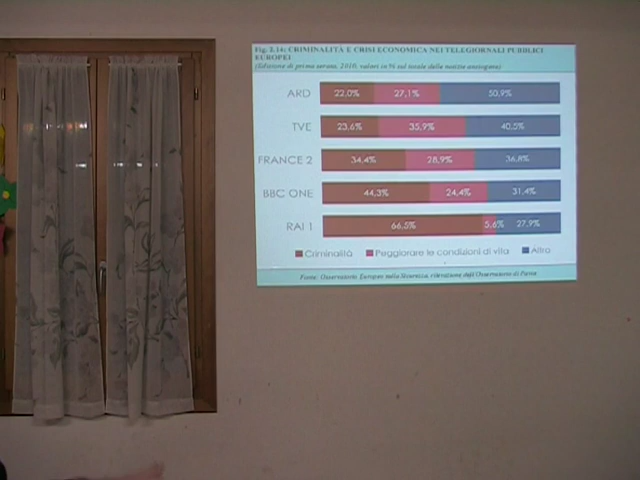 Fig. 2.14: CRIMINALITÀ E CRISI ECONOMICA NEI TELEGIORNALI PUBBLICI
EUROPEI
(Edizione di prima serata, 2010, valori in % sul totale delle notizie ansiogene)
ARD 22,0% 27,1% 50,9%
TVE 23,6% 35,9% 40,5%
FRANCE 2 34,4% 28,9% 36,8%
BBC ONE 44,3% 24,4% 31,4%
RAI 1 66,5% 5,6% 27,9%
Criminalità Peggiorare le condizioni di vita Altro
Fonte: Osservatorio Europeo sulla Sicurezza, rilevazione dell'Osservatorio di Pavia